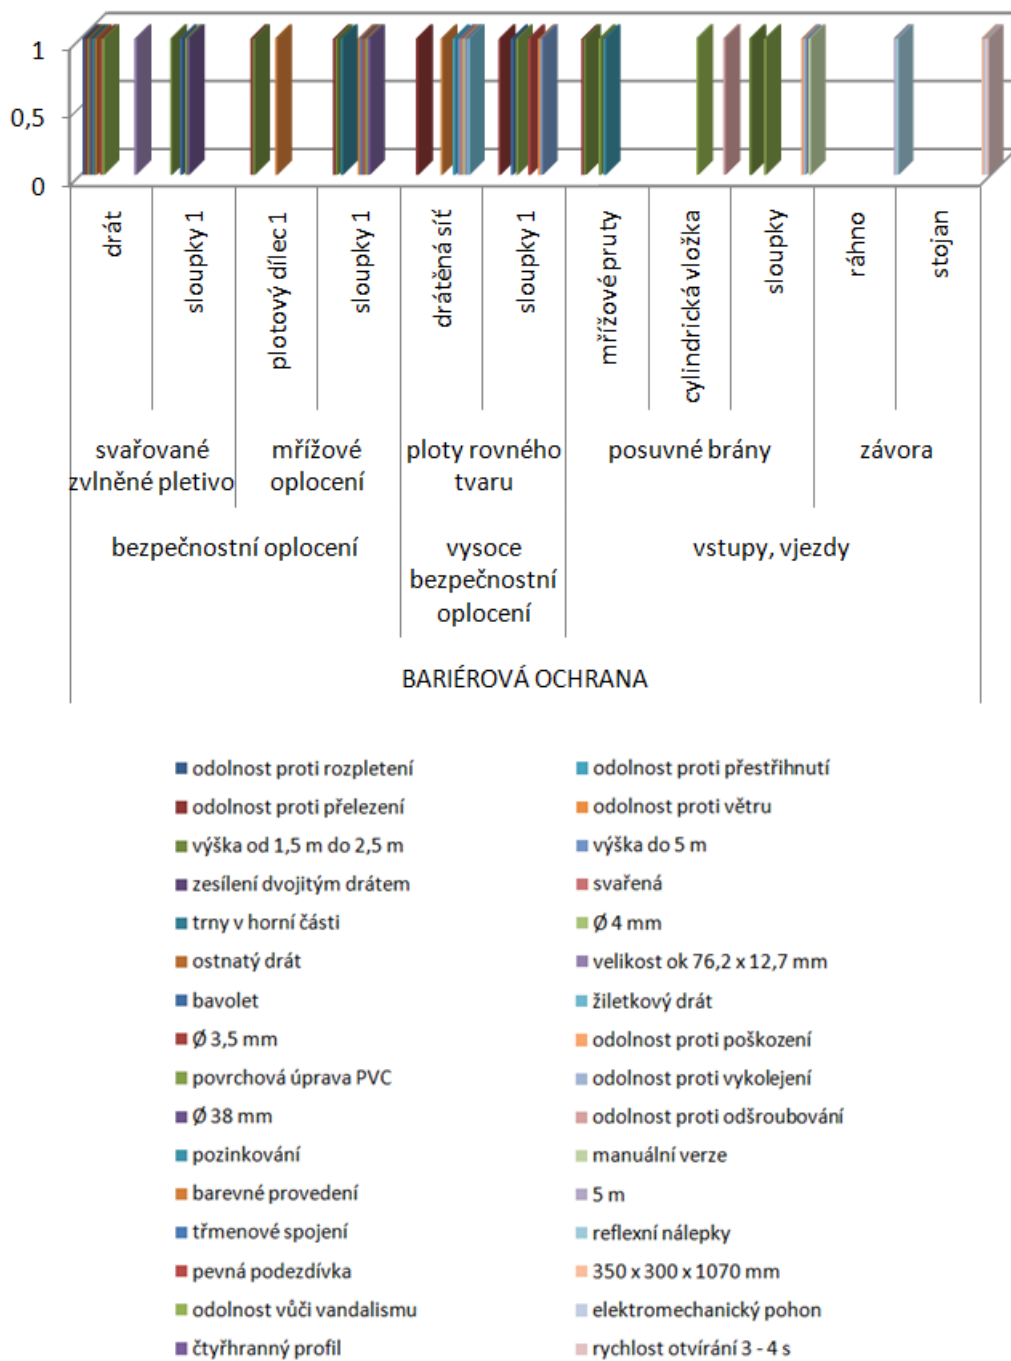 1
0,5
0
drát
sloupky 1
plotový dílec 1
sloupky 1
drátěná síť
sloupky 1
mřížové pruty
cylindrická vložka
sloupky
ráhno
stojan
svařované
zvlněné pletivo
mřížové
oplocení
ploty rovného
tvaru
posuvné brány
závora
bezpečnostní oplocení
vysoce
bezpečnostní
oplocení
vstupy, vjezdy
BARIÉROVÁ OCHRANA
odolnost proti rozpletení
odolnost proti přelezení
výška od 1,5 m do 2,5 m
zesílení dvojitým drátem
trny v horní části
ostnatý drát
bavolet
Ø 3,5 mm
povrchová úprava PVC
Ø 38 mm
pozinkování
barevné provedení
třmenové spojení
pevná podezdívka
odolnost vůči vandalismu
čtyřhranný profil
odolnost proti přestřihnutí
odolnost proti větru
výška do 5 m
svařená
Ø 4 mm
velikost ok 76,2 x 12,7 mm
žiletkový drát
odolnost proti poškození
odolnost proti vykolejení
odolnost proti odšroubování
manuální verze
5 m
reflexní nálepky
350 x 300 x 1070 mm
elektromechanický pohon
rychlost otvírání 3 - 4 s